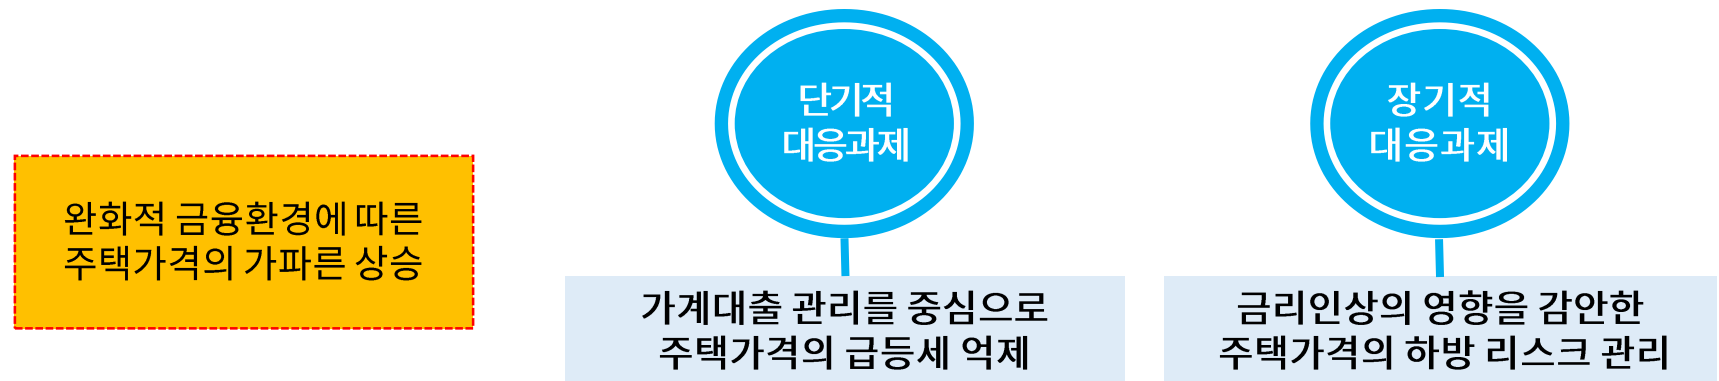 완화적 금융환경에 따른
주택가격의 가파른 상승
단기적
대응과제
가계대출 관리를 중심으로
주택가격의 급등세 억제
장기적
대응과제
금리인상의 영향을 감안한
주택가격의 하방 리스크 관리